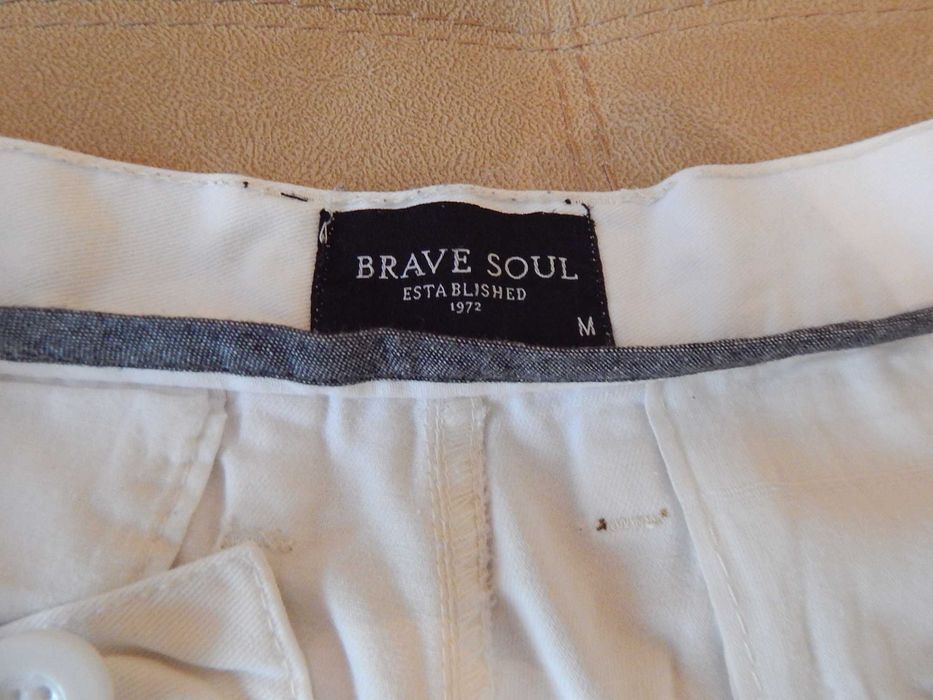 BRAVE SOUL
ESTABLISHED
1972
M